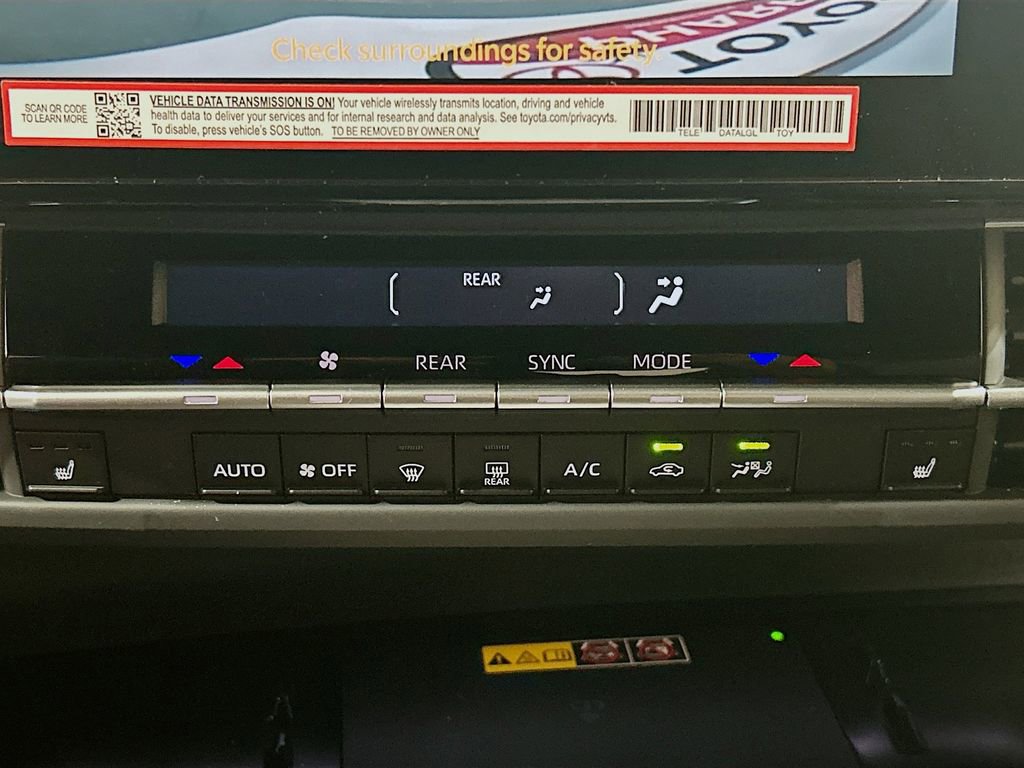 TOYOT
ARAHT
Check surroundings for safety.
SCAN QR CODE
TO LEARN MORE
VEHICLE DATA TRANSMISSION IS ON! Your vehicle wirelessly transmits location, driving and vehicle
health data to deliver your services and for internal research and data analysis. See toyota.com/privacyvts.
To disable, press vehicle's SOS button. TO BE REMOVED BY OWNER ONLY
TELE DATALGL TOY
REAR
REAR SYNC MODE
AUTO OFF REAR A/C